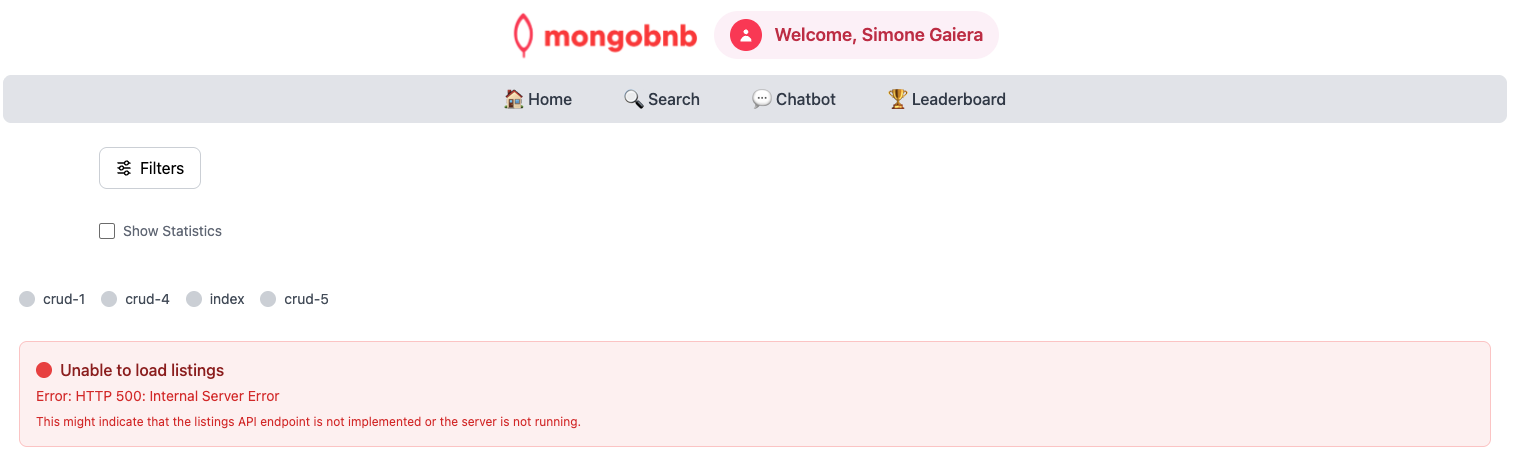 mongobnb
Welcome, Simone Gaiera
Home Search Chatbot Leaderboard
Filters
Show Statistics
crud-1 crud-4 index crud-5
Unable to load listings
Error: HTTP 500: Internal Server Error
This might indicate that the listings API endpoint is not implemented or the server is not running.